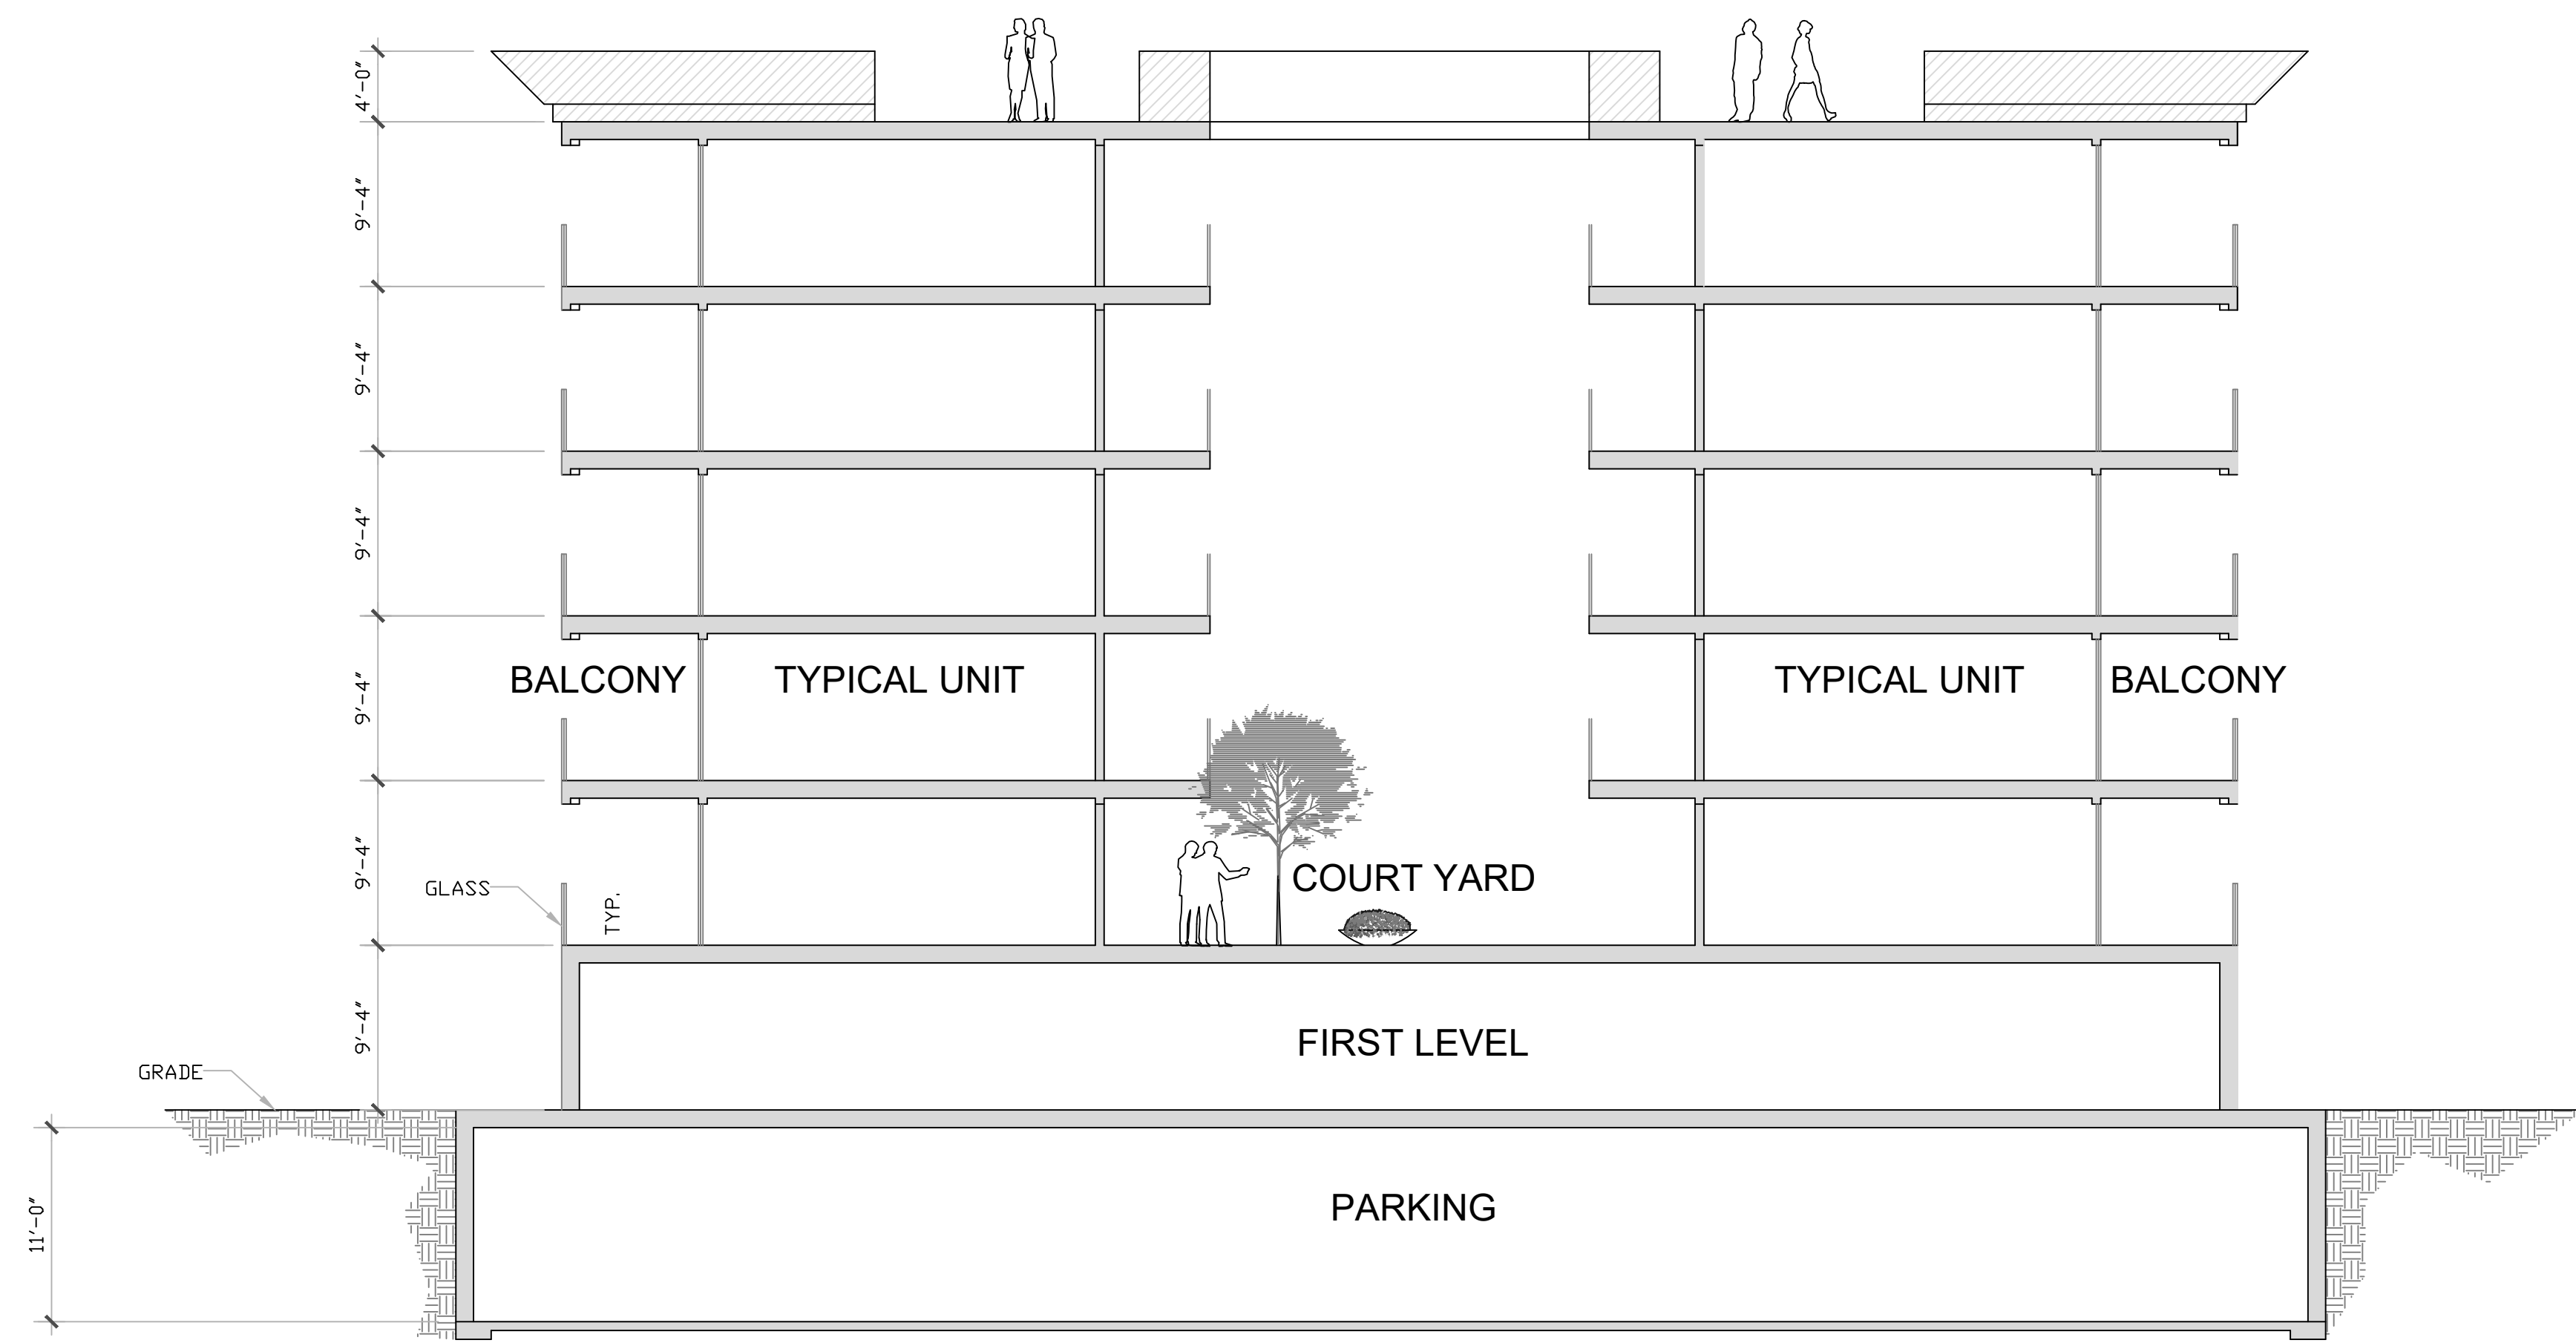 4'-0"
9'-4"
9'-4"
9'-4"
BALCONY TYPICAL UNIT TYPICAL UNIT BALCONY
9'-4"
9'-4"
GLASS
TYP.
COURT YARD
9'-4"
FIRST LEVEL
GRADE
11'-0"
PARKING